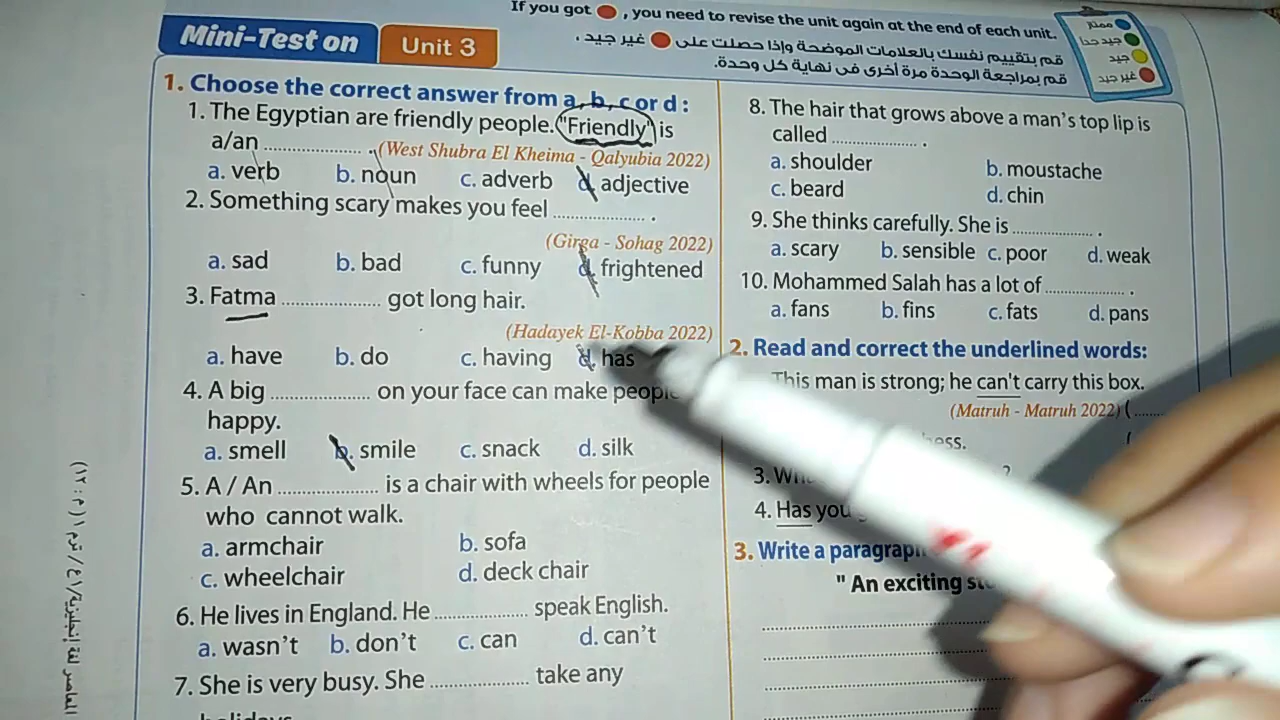 If you got , you need to revise the unit again at the end of each unit.
قم بتقييم نفسك بالعلامات الموضحة وإذا حصلت على غير جيد ،
قم بمراجعة الوحدة مرة أخرى فى نهاية كل وحدة.
ممتاز
جيد جدا
جيد
غير جيد
Mini-Test on Unit 3
1. Choose the correct answer from a, b, c or d :
1. The Egyptian are friendly people. "Friendly" is
a/an .................. . (West Shubra El Kheima - Qalyubia 2022)
a. verb b. noun c. adverb d. adjective
2. Something scary makes you feel .................. .
(Girga - Sohag 2022)
a. sad b. bad c. funny d. frightened
3. Fatma .................. got long hair.
(Hadayek El-Kobba 2022)
a. have b. do c. having d. has
4. A big .................. on your face can make people
happy.
a. smell b. smile c. snack d. silk
5. A / An .................. is a chair with wheels for people
who cannot walk.
a. armchair b. sofa
c. wheelchair d. deck chair
6. He lives in England. He .................. speak English.
a. wasn't b. don't c. can d. can't
7. She is very busy. She .................. take any
holidays
8. The hair that grows above a man's top lip is
called .................. .
a. shoulder b. moustache
c. beard d. chin
9. She thinks carefully. She is .................. .
a. scary b. sensible c. poor d. weak
10. Mohammed Salah has a lot of .................. .
a. fans b. fins c. fats d. pans
2. Read and correct the underlined words:
This man is strong; he can't carry this box.
(Matruh - Matruh 2022) (......
3.
4. Has you
3. Write a paragraph
" An exciting